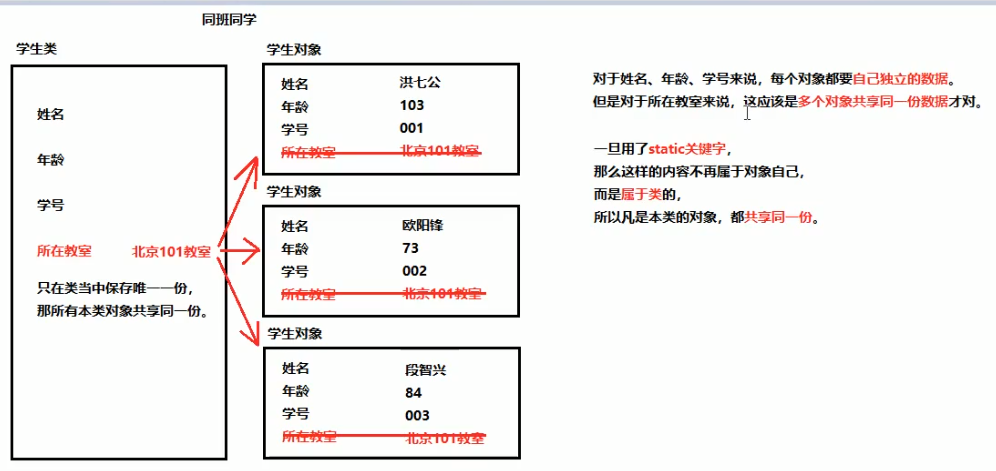 同班同学
学生类
姓名
年龄
学号
所在教室 北京101教室
只在类当中保存唯一一份，
那所有本类对象共享同一份。
学生对象
姓名 洪七公
年龄 103
学号 001
所在教室 北京101教室
学生对象
姓名 欧阳锋
年龄 73
学号 002
所在教室 北京101教室
学生对象
姓名 段智兴
年龄 84
学号 003
所在教室 北京101教室
对于姓名、年龄、学号来说，每个对象都要自己独立的数据。
但是对于所在教室来说，这应该是多个对象共享同一份数据才对。
一旦用了static关键字，
那么这样的内容不再属于对象自己，
而是属于类的，
所以凡是本类的对象，都共享同一份。